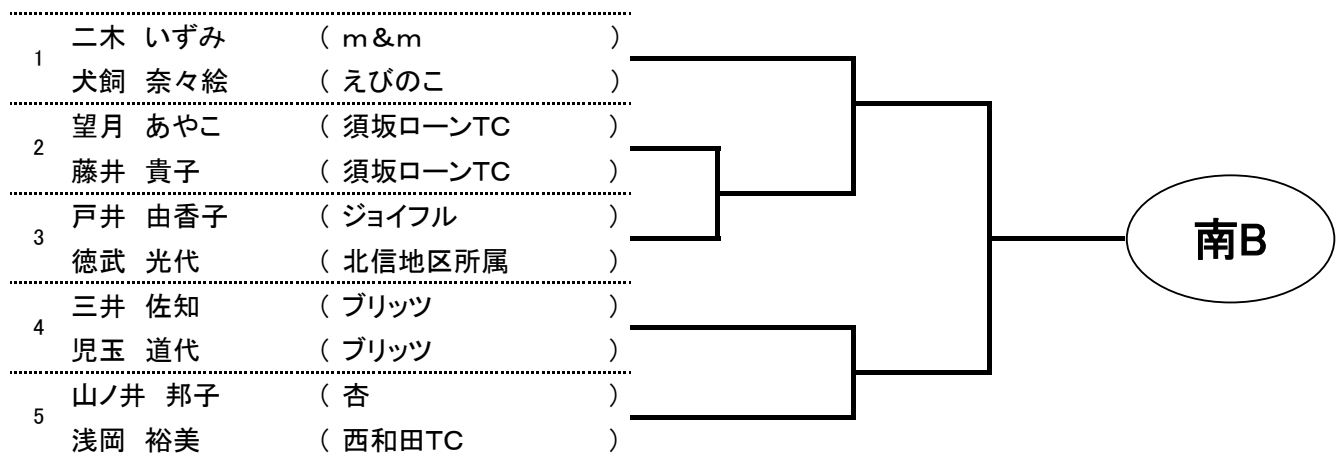 1
二木 いずみ ( m&m )
犬飼 奈々絵 ( えびのこ )
2
望月 あやこ ( 須坂ローンTC )
藤井 貴子 ( 須坂ローンTC )
3
戸井 由香子 ( ジョイフル )
徳武 光代 ( 北信地区所属 )
4
三井 佐知 ( ブリッツ )
児玉 道代 ( ブリッツ )
5
山ノ井 邦子 ( 杏 )
浅岡 裕美 ( 西和田TC )
南B